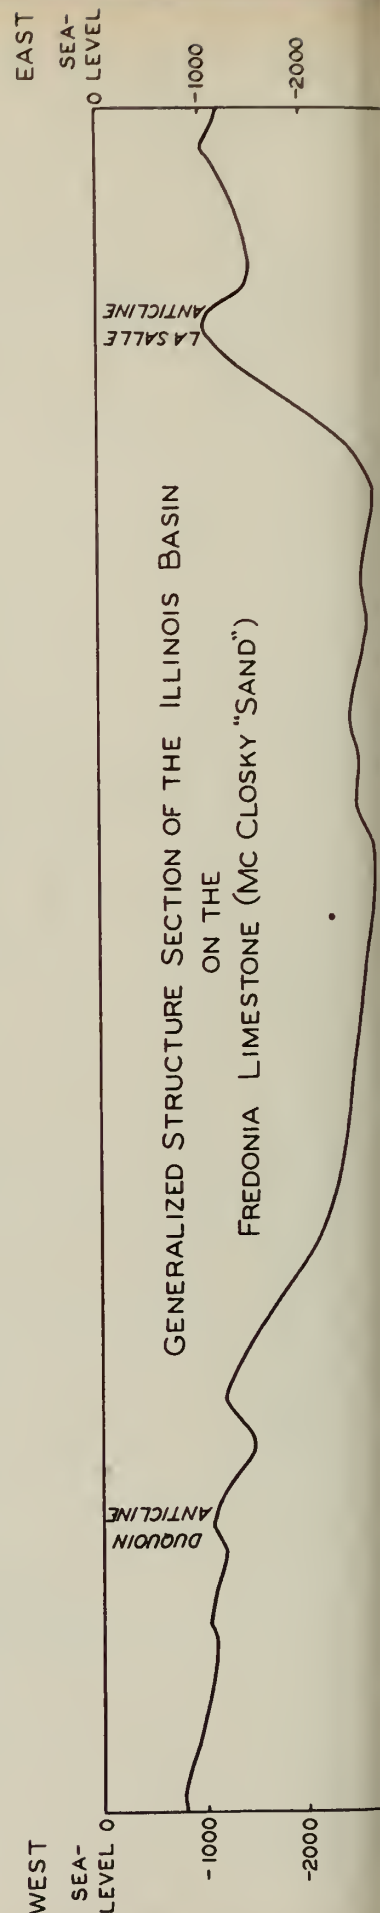 WEST
EAST
SEA-
LEVEL 0
-1000
-2000
GENERALIZED STRUCTURE SECTION OF THE ILLINOIS BASIN
ON THE
FREDONIA LIMESTONE (MC CLOSKY "SAND")
DUQUOIN
ANTICLINE
LA SALLE
ANTICLINE
SEA-
LEVEL
0
-1000
-2000